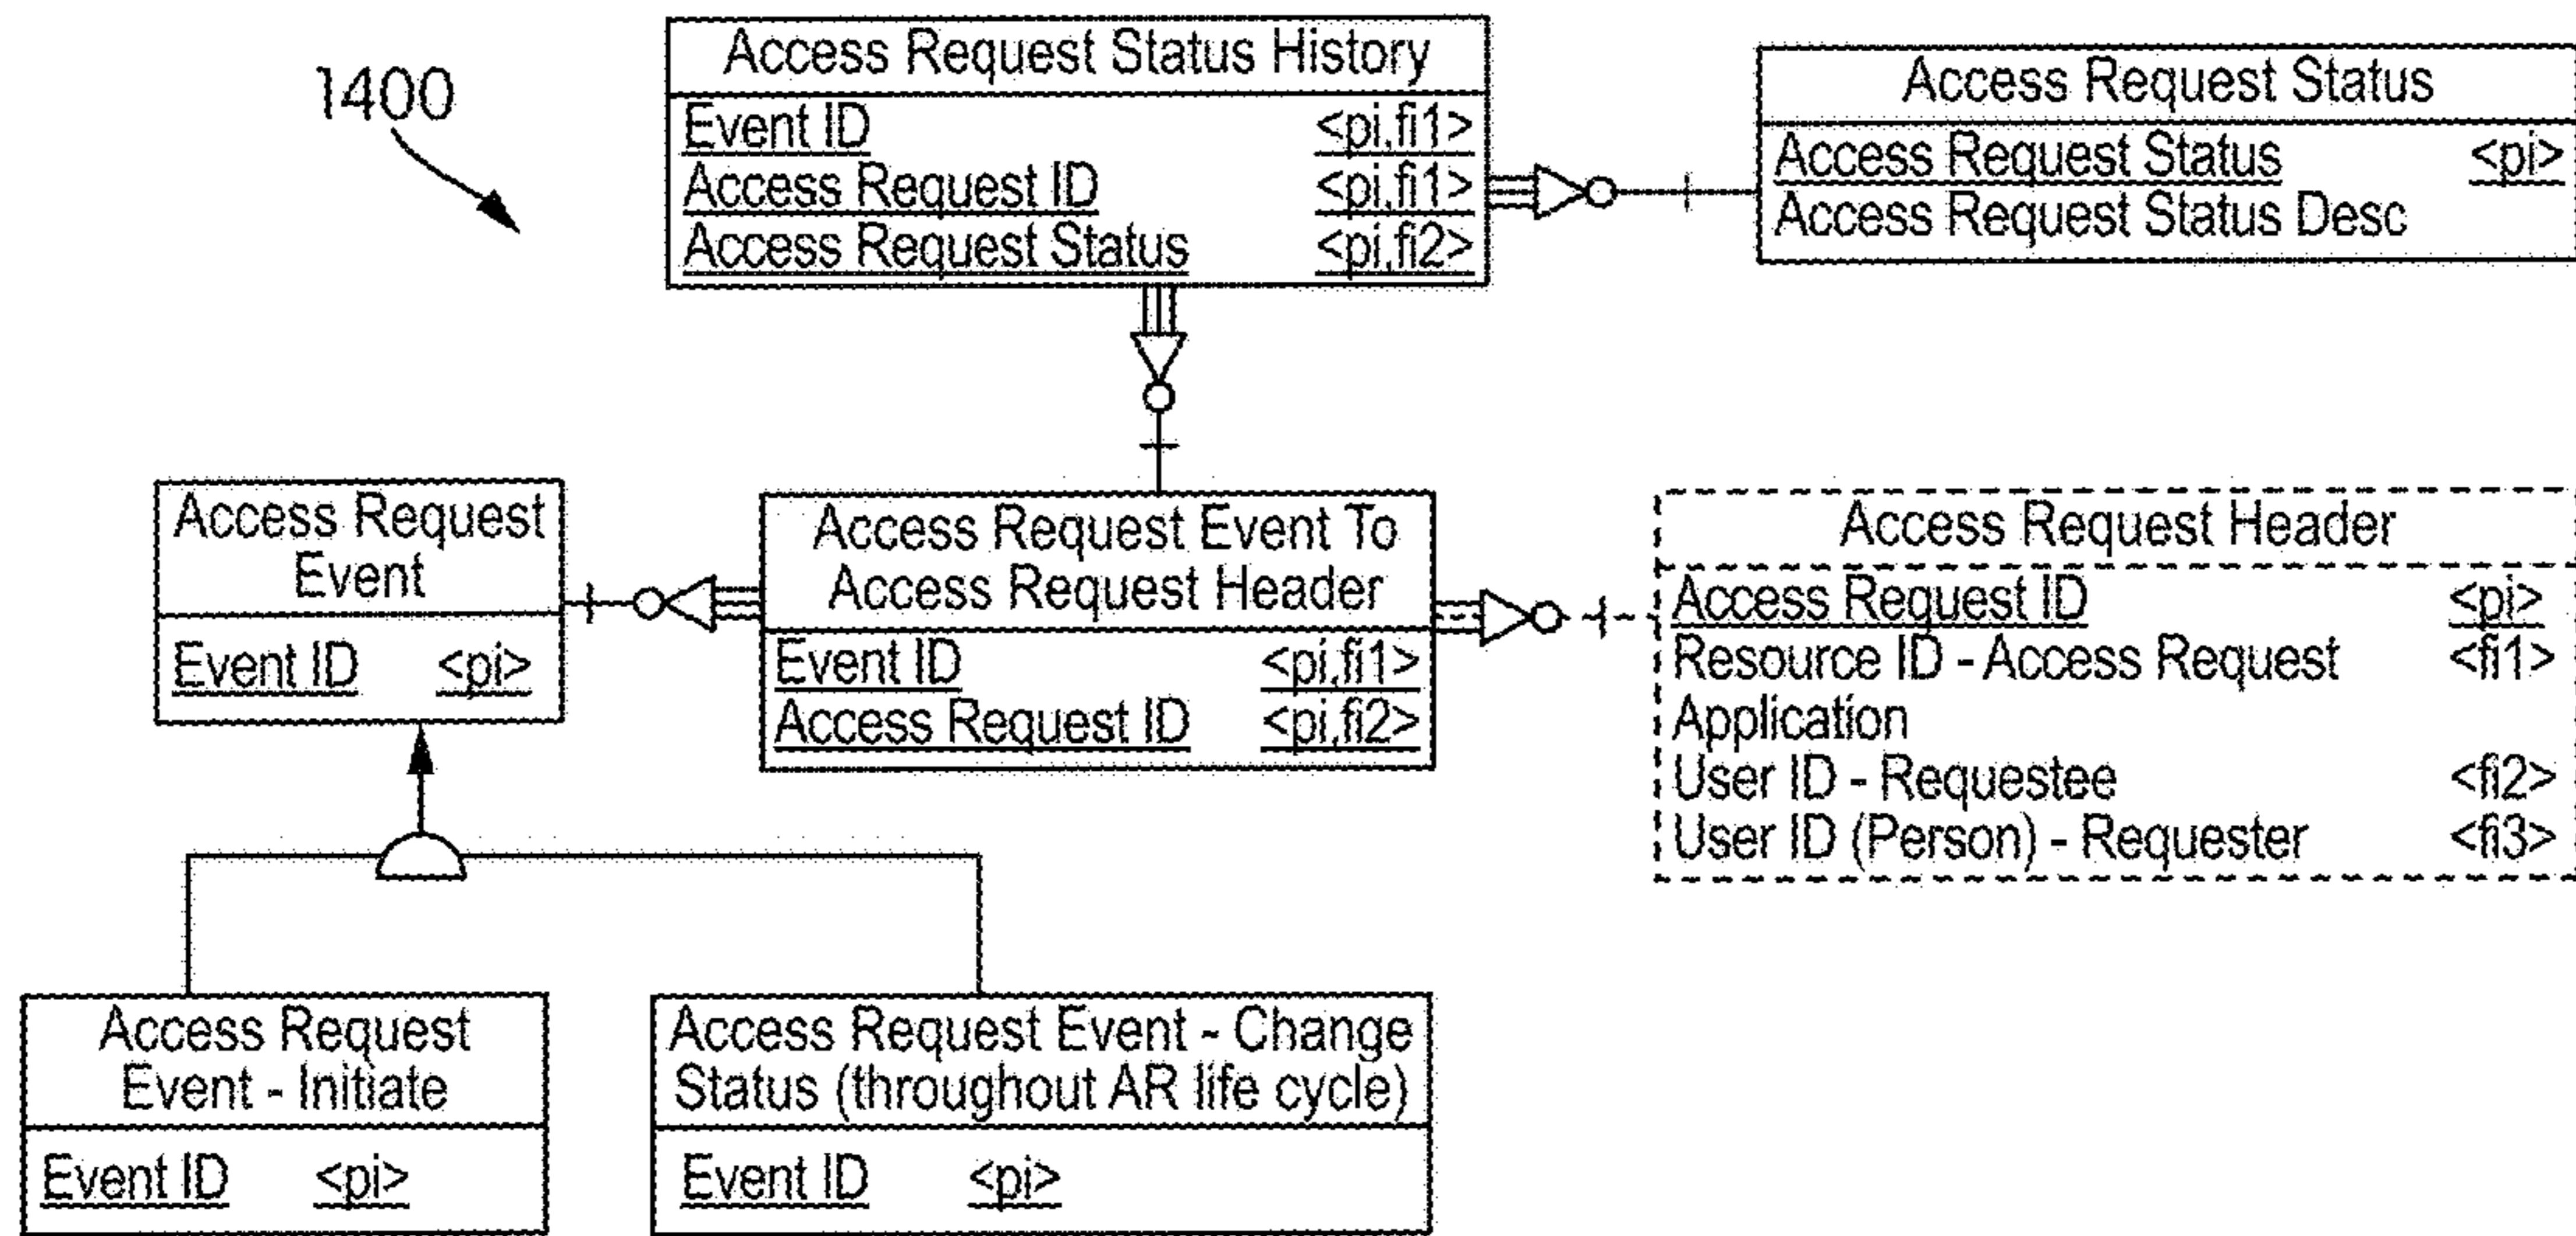 1400
Access Request Status History
Event ID <pi,fi1>
Access Request ID <pi,fi1>
Access Request Status <pi,fi2>
Access Request Status
Access Request Status <pi>
Access Request Status Desc
Access Request
Event
Event ID <pi>
Access Request Event To
Access Request Header
Event ID <pi,fi1>
Access Request ID <pi,fi2>
Access Request Header
Access Request ID <pi>
Resource ID - Access Request <fi1>
Application
User ID - Requestee <fi2>
User ID (Person) - Requester <fi3>
Access Request
Event - Initiate
Event ID <pi>
Access Request Event - Change
Status (throughout AR life cycle)
Event ID <pi>